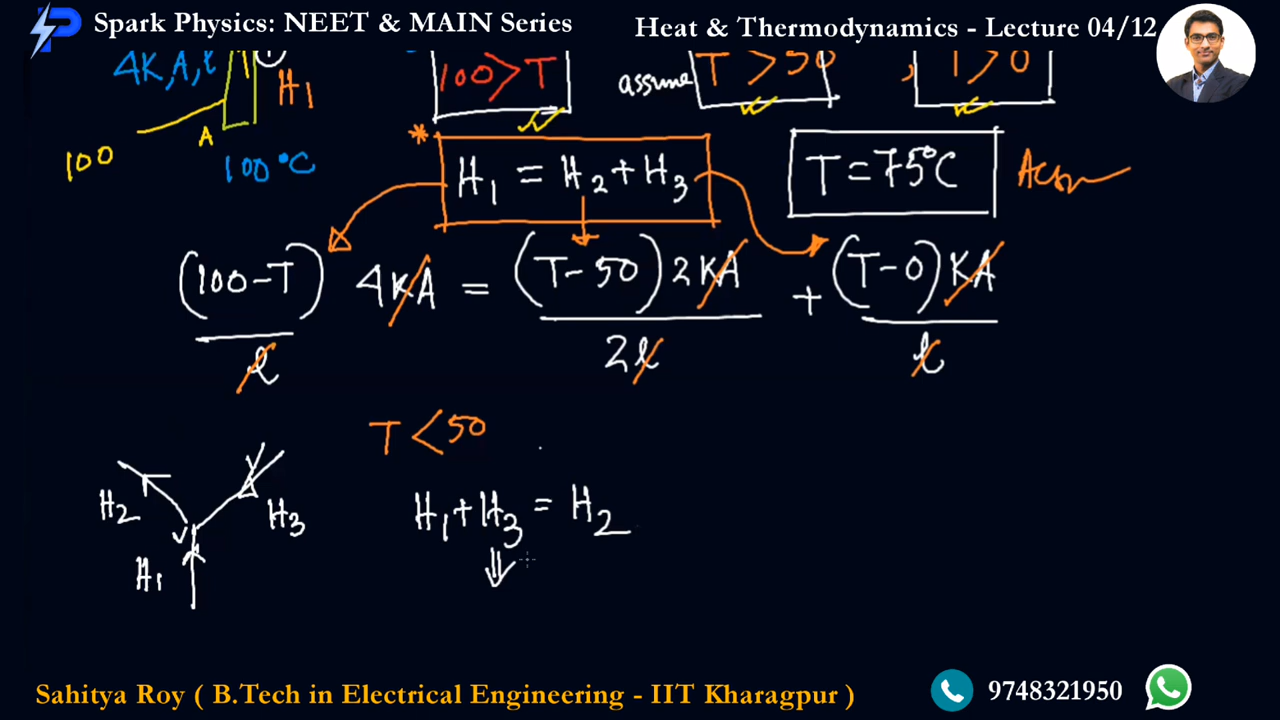 Spark Physics: NEET & MAIN Series
Heat & Thermodynamics - Lecture 04/12
4K, A, ℓ
H₁
A
100
100°C
100 > T
assume
T > 50
, T > 0
*
H₁ = H₂ + H₃
T = 75°C
(100 - T) 4KA / ℓ = (T - 50) 2KA / 2ℓ + (T - 0) KA / ℓ
T < 50
H₂
H₃
H₁
H₁ + H₃ = H₂
⇓
Sahitya Roy ( B.Tech in Electrical Engineering - IIT Kharagpur )
9748321950